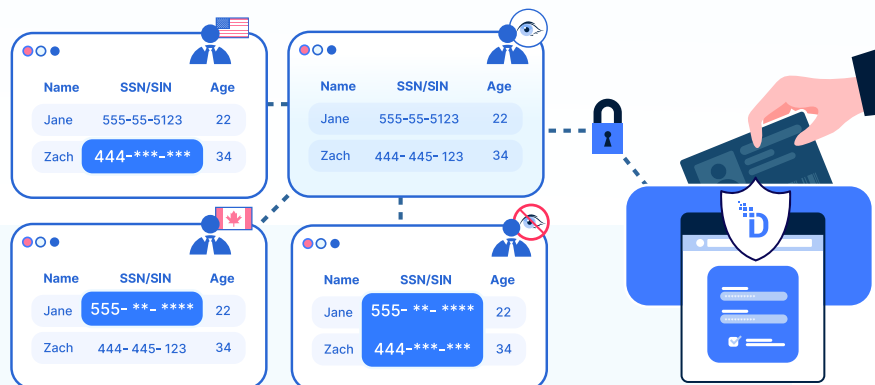 Name SSN/SIN Age
Jane 555-55-5123 22
Zach 444-***-*** 34
Name SSN/SIN Age
Jane 555-55-5123 22
Zach 444- 445- 123 34
Name SSN/SIN Age
Jane 555- **- **** 22
Zach 444- 445- 123 34
Name SSN/SIN Age
Jane 555- **- **** 22
Zach 444-***-*** 34
D